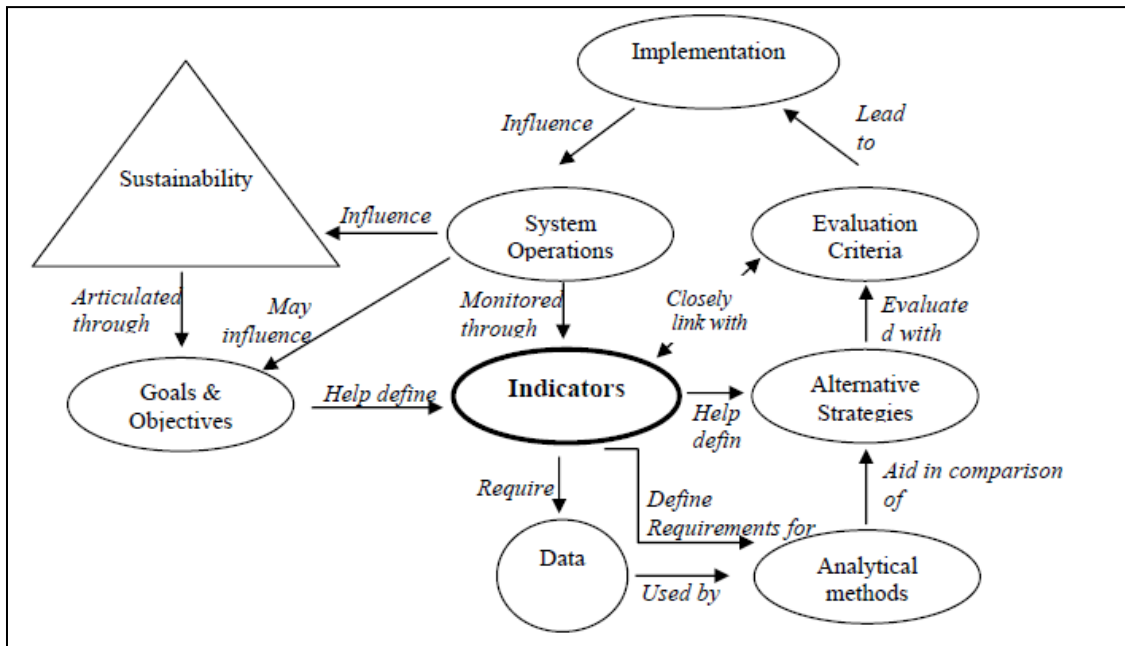 Implementation
Influence
Lead
to
Sustainability
Influence
System
Operations
Evaluation
Criteria
Articulated
through
May
influence
Monitored
through
Closely
link with
Evaluate
d with
Goals &
Objectives
Help define
Indicators
Help
defin
Alternative
Strategies
Require
Define
Requirements for
Aid in comparison
of
Data
Used by
Analytical
methods